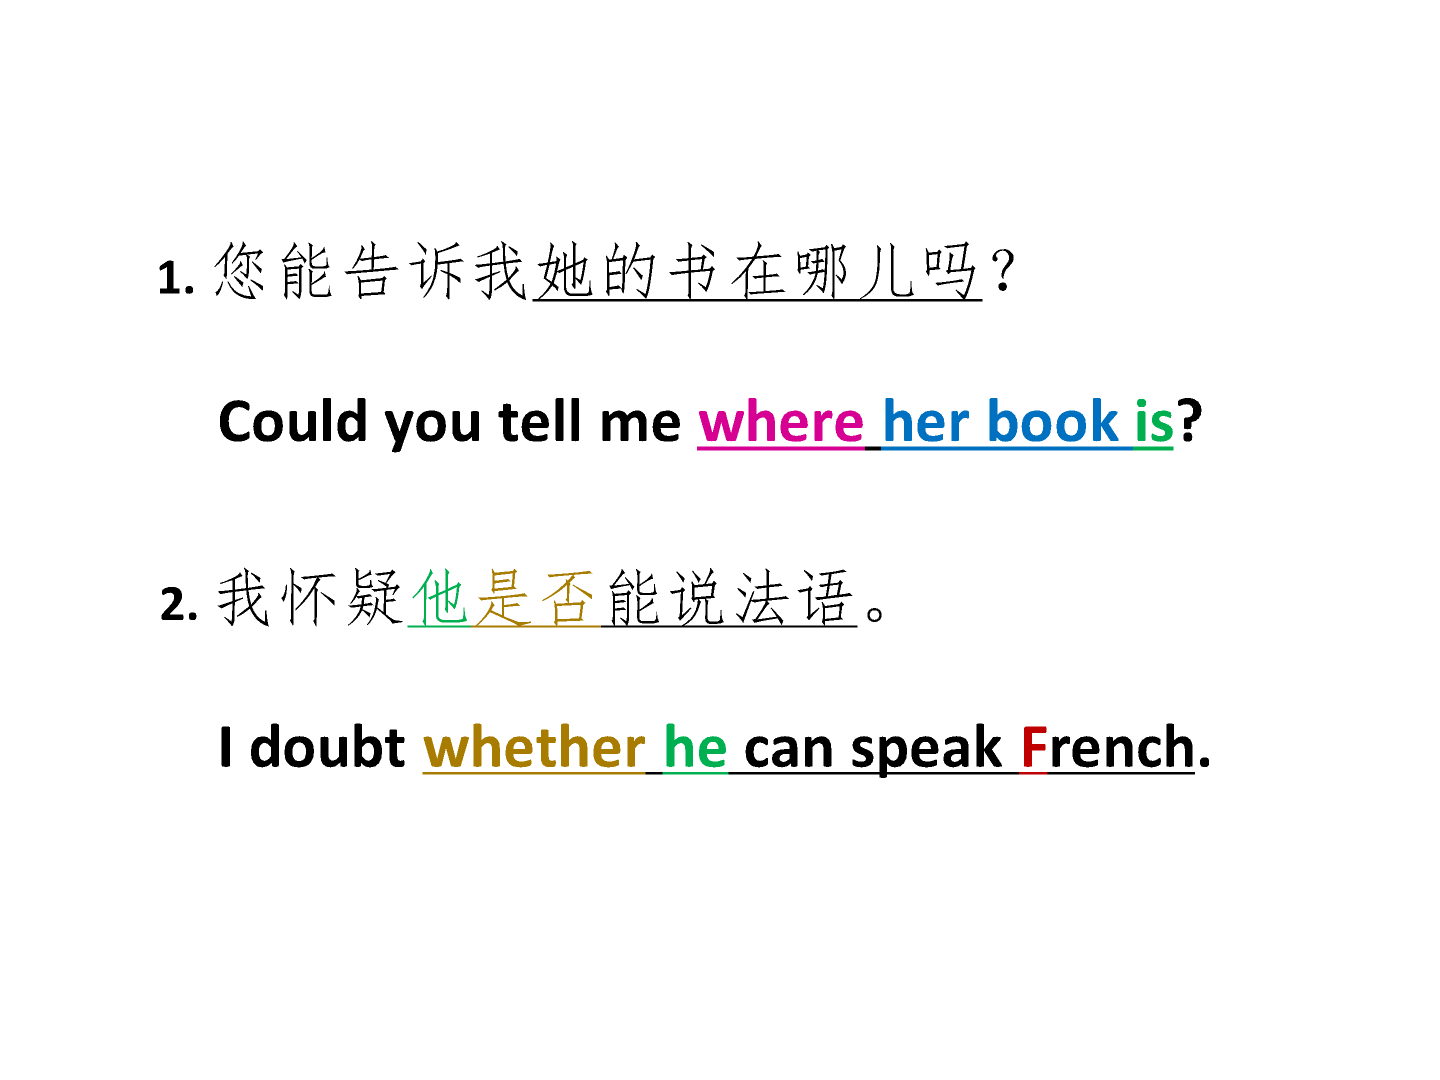 1. 您能告诉我她的书在哪儿吗？
Could you tell me where her book is?
2. 我怀疑他是否能说法语。
I doubt whether he can speak French.